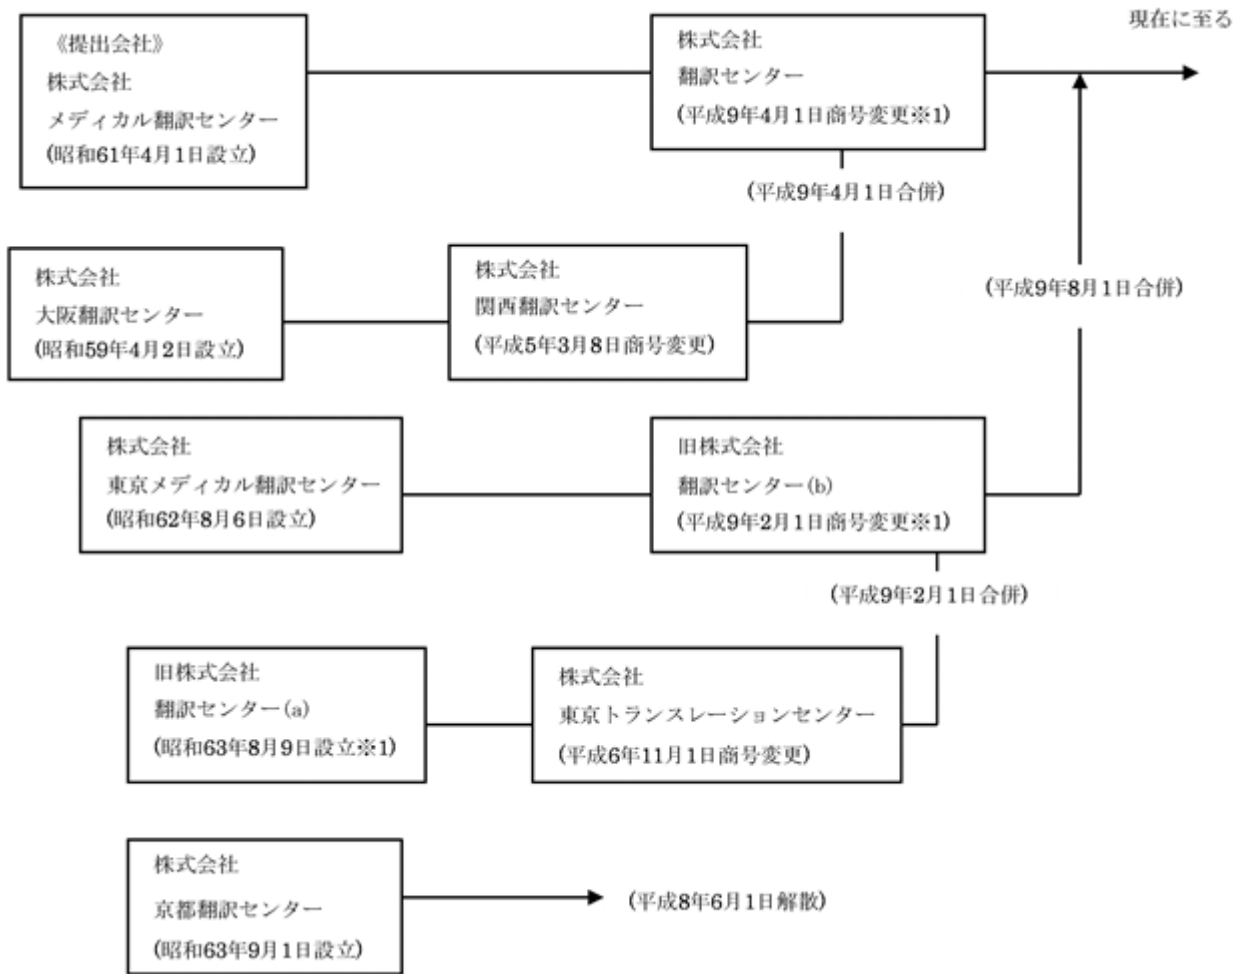 現在に至る
《提出会社》
株式会社
メディカル翻訳センター
(昭和61年4月1日設立)
株式会社
翻訳センター
(平成9年4月1日商号変更※1)
(平成9年4月1日合併)
株式会社
大阪翻訳センター
(昭和59年4月2日設立)
株式会社
関西翻訳センター
(平成5年3月8日商号変更)
(平成9年8月1日合併)
株式会社
東京メディカル翻訳センター
(昭和62年8月6日設立)
旧株式会社
翻訳センター(b)
(平成9年2月1日商号変更※1)
(平成9年2月1日合併)
旧株式会社
翻訳センター(a)
(昭和63年8月9日設立※1)
株式会社
東京トランスレーションセンター
(平成6年11月1日商号変更)
株式会社
京都翻訳センター
(昭和63年9月1日設立)
(平成8年6月1日解散)